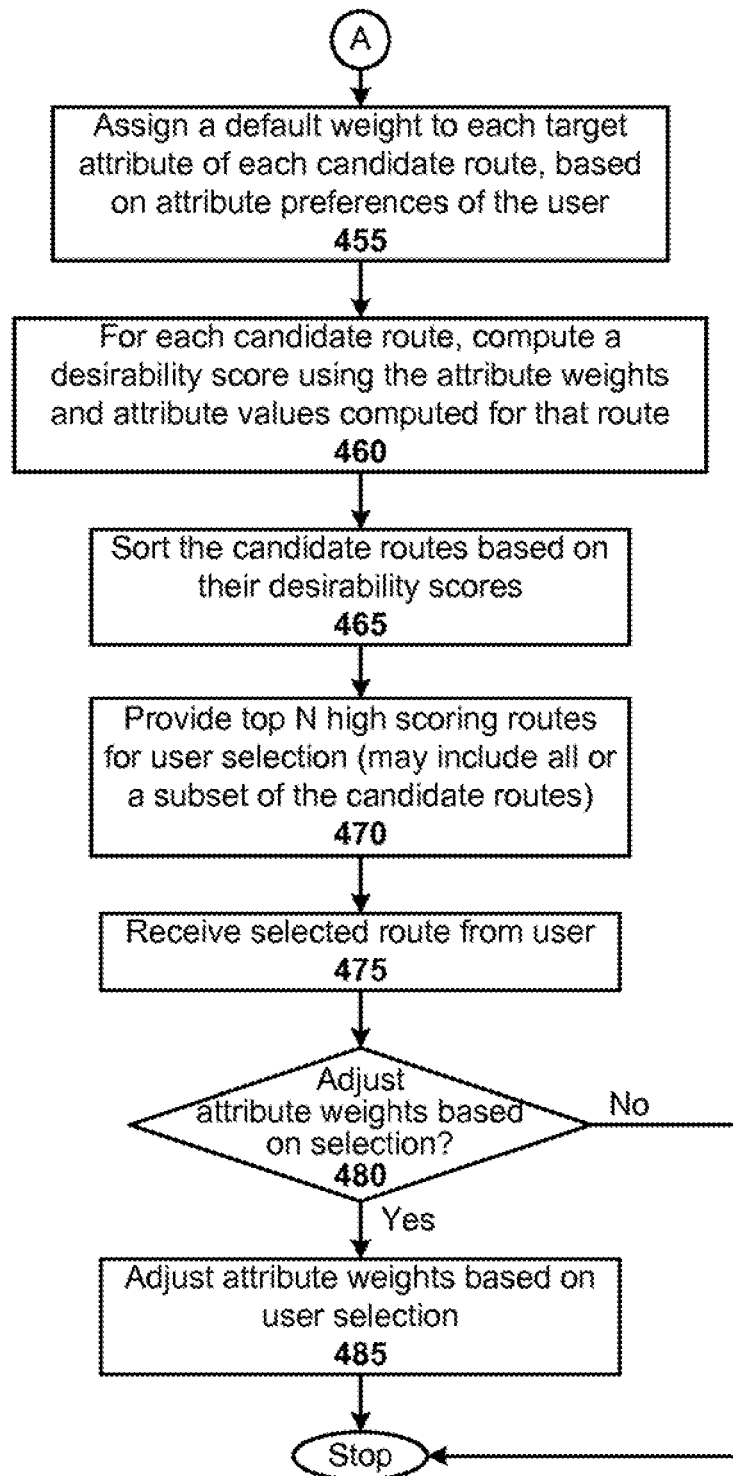 A
Assign a default weight to each target
attribute of each candidate route, based
on attribute preferences of the user
455
For each candidate route, compute a
desirability score using the attribute weights
and attribute values computed for that route
460
Sort the candidate routes based on
their desirability scores
465
Provide top N high scoring routes
for user selection (may include all or
a subset of the candidate routes)
470
Receive selected route from user
475
Adjust
attribute weights based
on selection?
480
No
Yes
Adjust attribute weights based on
user selection
485
Stop